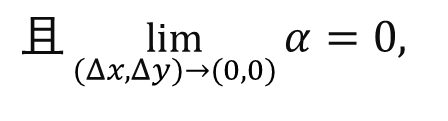 且 lim α = 0,
(Δx,Δy)→(0,0)